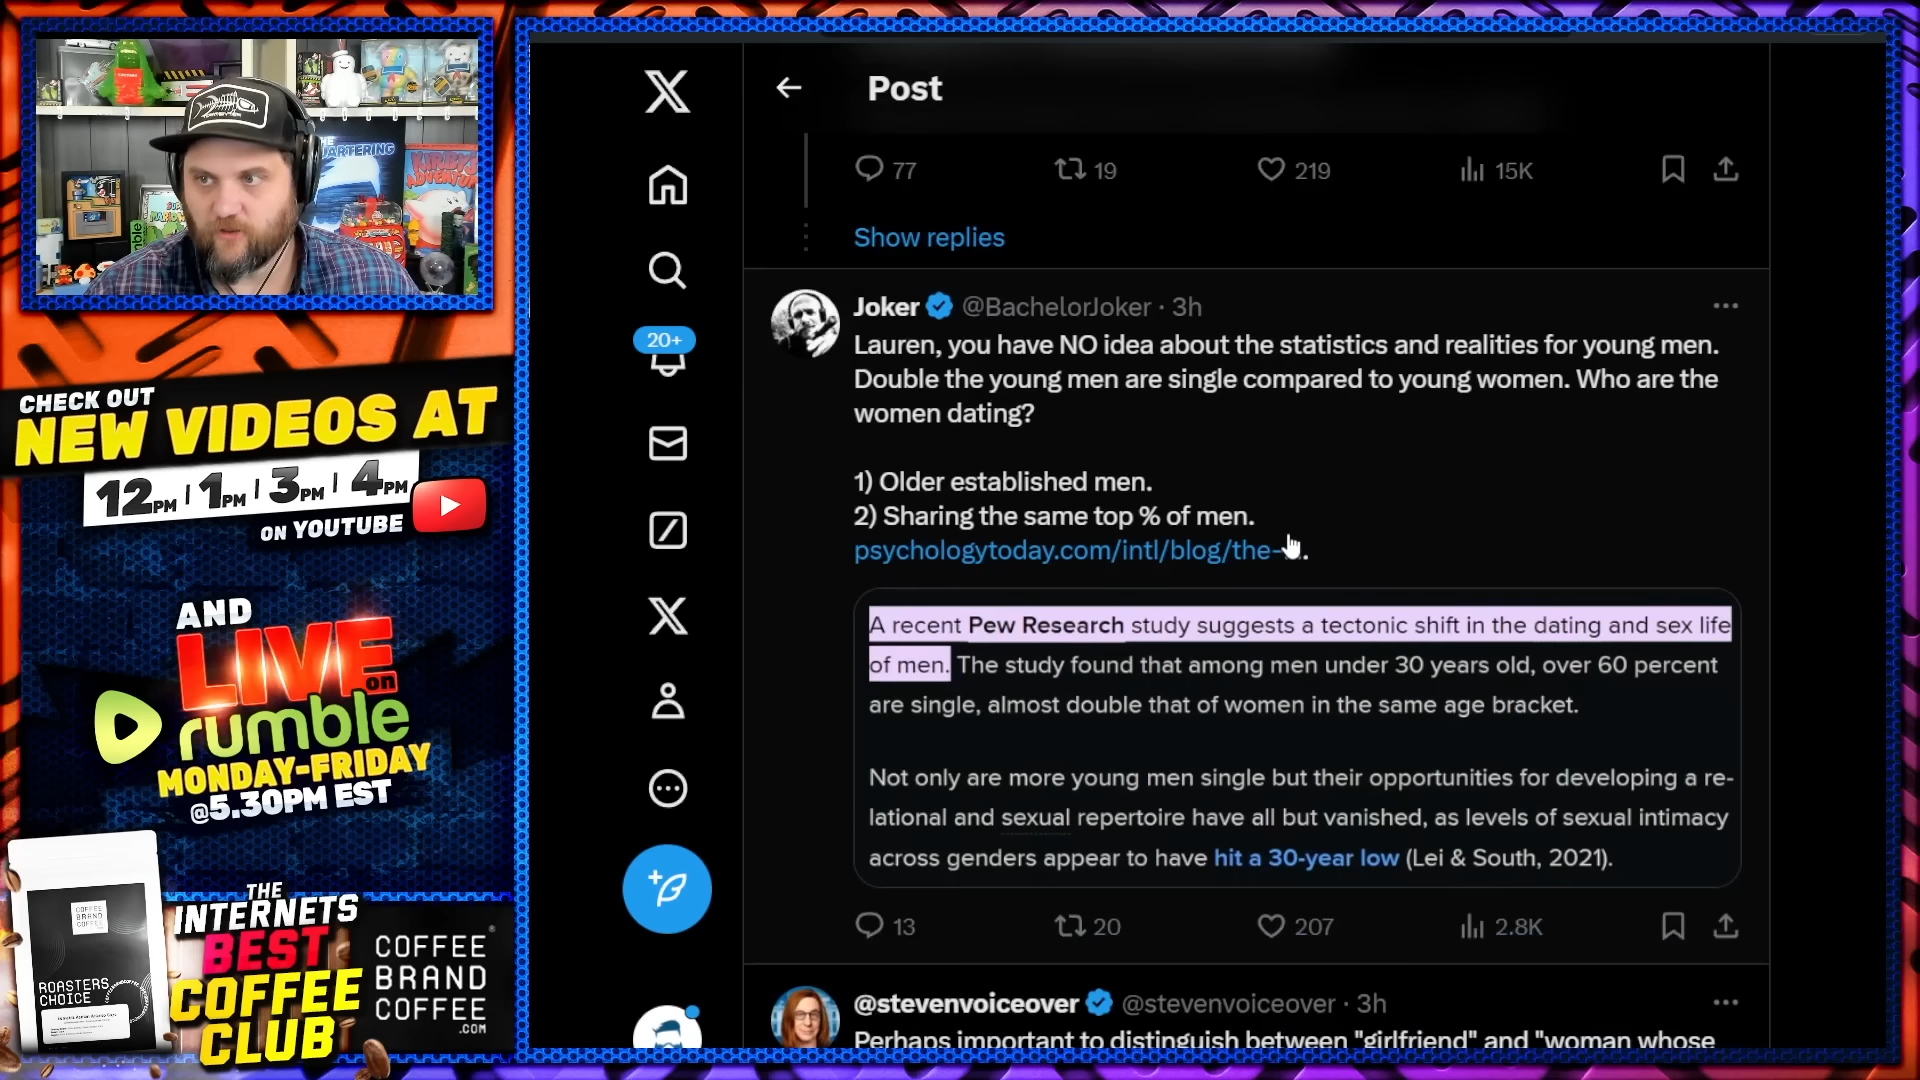 THE
QUARTERING
KIRBY'S
ADVENTURE
CHECK OUT
NEW VIDEOS AT
12PM | 1PM | 3PM | 4PM
ON YOUTUBE
AND
LIVE on
rumble
MONDAY-FRIDAY
@5.30PM EST
COFFEE
BRAND
COFFEE
ROASTERS
CHOICE
THE
INTERNETS
BEST
COFFEE
CLUB
COFFEE
BRAND
COFFEE
.COM
20+
Post
77 19 219 15K
Show replies
Joker @BachelorJoker · 3h
Lauren, you have NO idea about the statistics and realities for young men.
Double the young men are single compared to young women. Who are the
women dating?
1) Older established men.
2) Sharing the same top % of men.
psychologytoday.com/intl/blog/the-
A recent Pew Research study suggests a tectonic shift in the dating and sex life
of men. The study found that among men under 30 years old, over 60 percent
are single, almost double that of women in the same age bracket.
Not only are more young men single but their opportunities for developing a re-
lational and sexual repertoire have all but vanished, as levels of sexual intimacy
across genders appear to have hit a 30-year low (Lei & South, 2021).
13 20 207 2.8K
@stevenvoiceover @stevenvoiceover · 3h
Perhaps important to distinguish between "girlfriend" and "woman whose